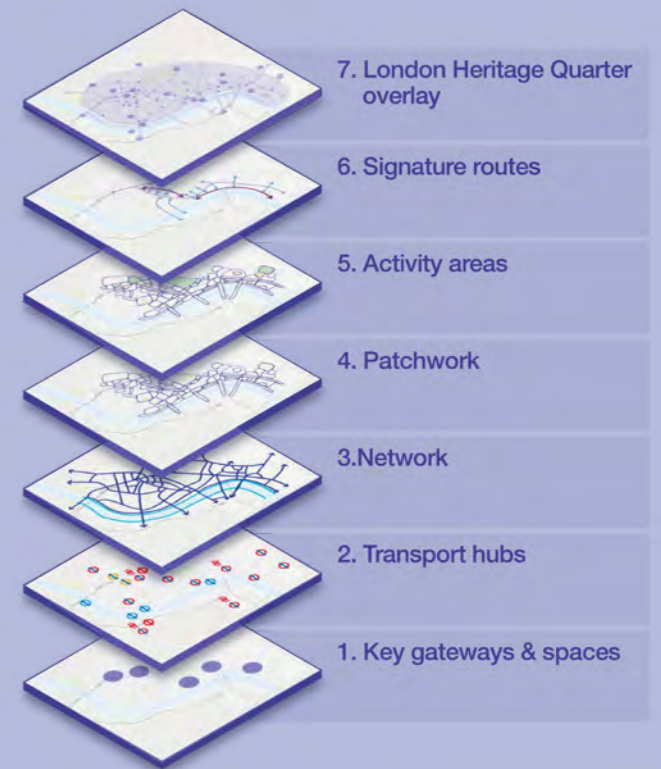 7. London Heritage Quarter
overlay
6. Signature routes
5. Activity areas
4. Patchwork
3.Network
2. Transport hubs
1. Key gateways & spaces